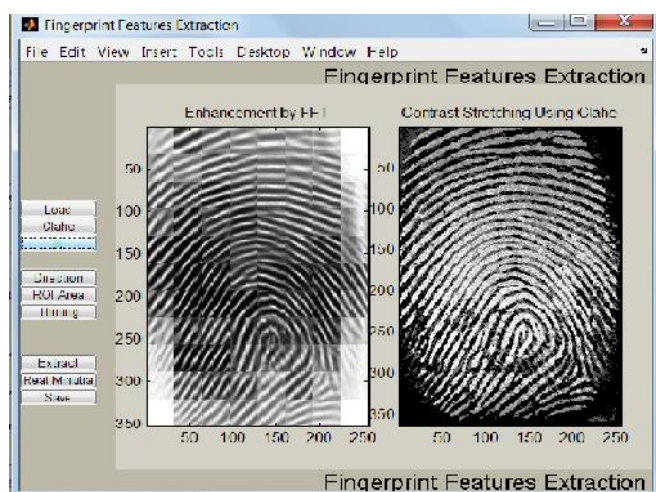 Fingerprint Features Extraction
File Edit View Insert Tools Desktop Window Help
Fingerprint Features Extraction
Enhancement by FFT
Contrast Stretching Using Clahe
50
100
150
200
250
300
350
50 100 150 200 250
50
100
150
200
250
300
350
50 100 150 200 250
Load
Clahe
Direction
ROI Area
Thining
Extract
Real Minutia
Save
Fingerprint Features Extraction